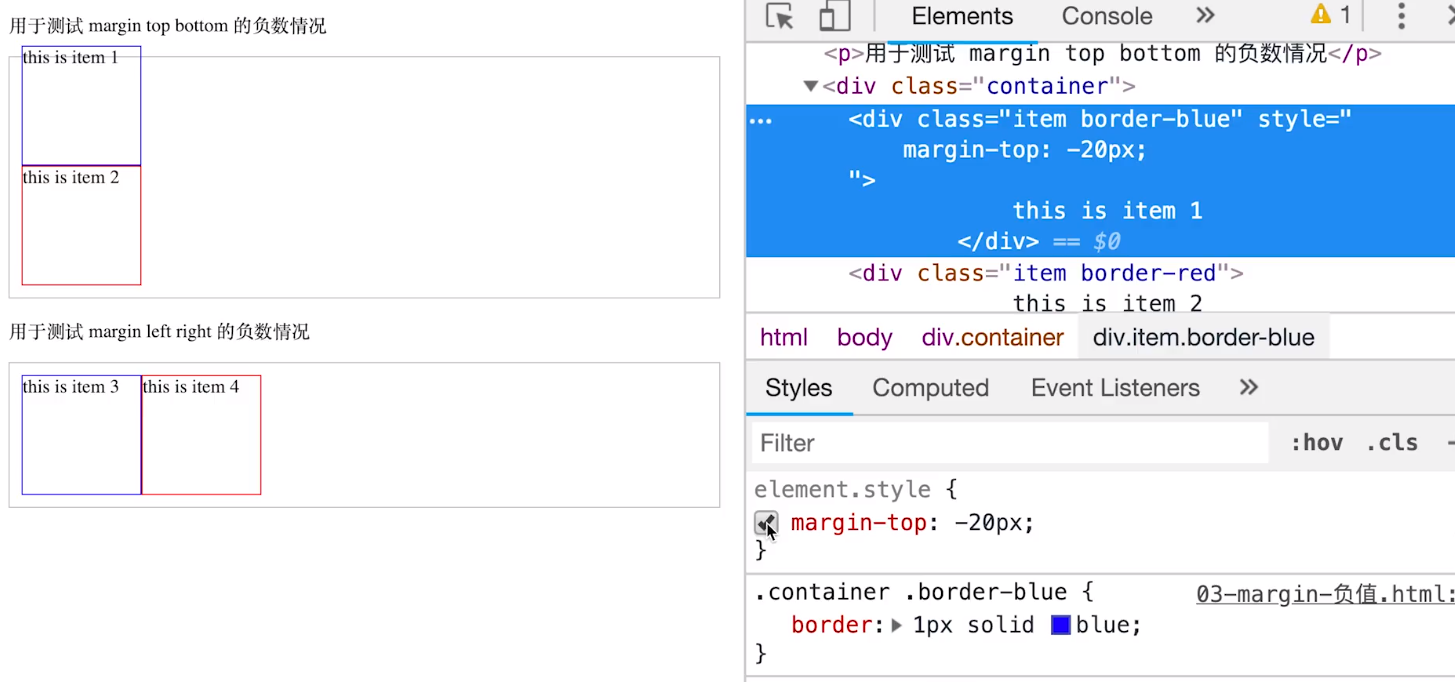 用于测试 margin top bottom 的负数情况
this is item 1
this is item 2
用于测试 margin left right 的负数情况
this is item 3 this is item 4
Elements Console » 1
<p>用于测试 margin top bottom 的负数情况</p>
▼<div class="container">
… <div class="item border-blue" style="
margin-top: -20px;
">
this is item 1
</div> == $0
<div class="item border-red">
this is item 2
html body div.container div.item.border-blue
Styles Computed Event Listeners »
Filter :hov .cls
element.style {
margin-top: -20px;
}
.container .border-blue { 03-margin-负值.html:
border:▶ 1px solid blue;
}